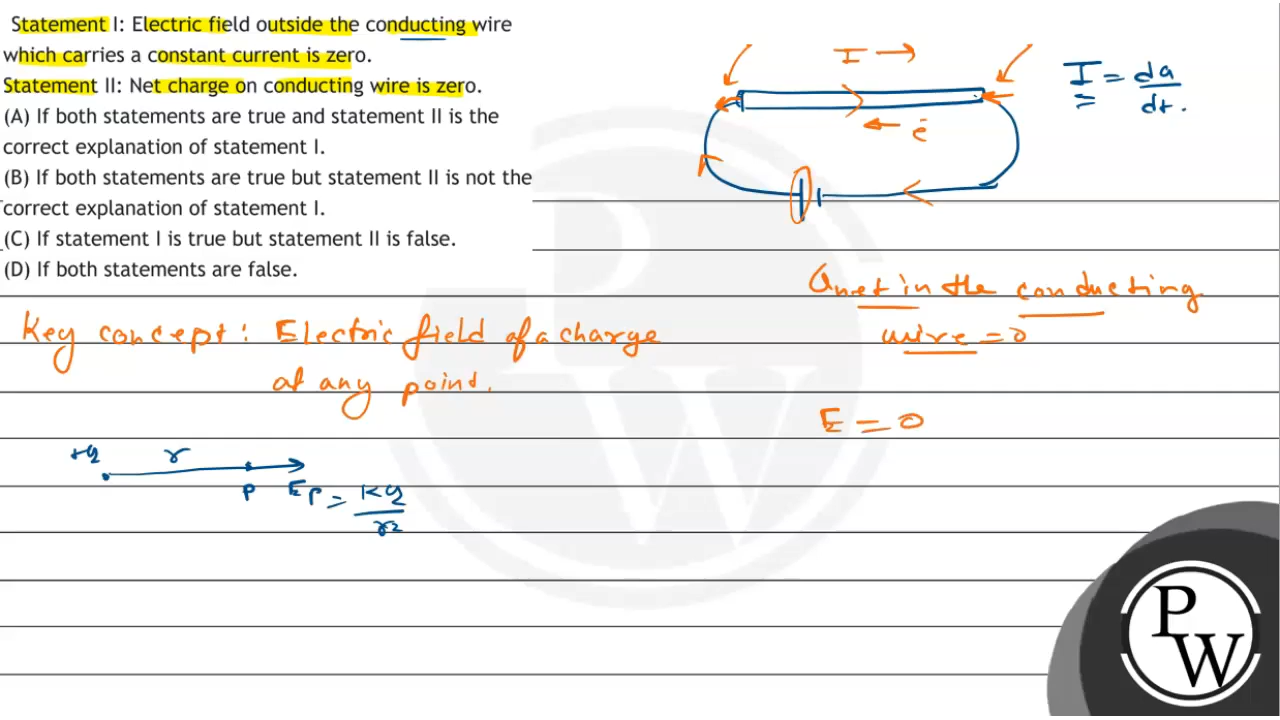 Statement I: Electric field outside the conducting wire
which carries a constant current is zero.
Statement II: Net charge on conducting wire is zero.
(A) If both statements are true and statement II is the
correct explanation of statement I.
(B) If both statements are true but statement II is not the
correct explanation of statement I.
(C) If statement I is true but statement II is false.
(D) If both statements are false.
I
I = dq
dt.
e-
Qnet in the conducting
wire = 0
Key concept: Electric field of a charge
at any point.
E = 0
+q r
P Ep = kq
r2
P
W